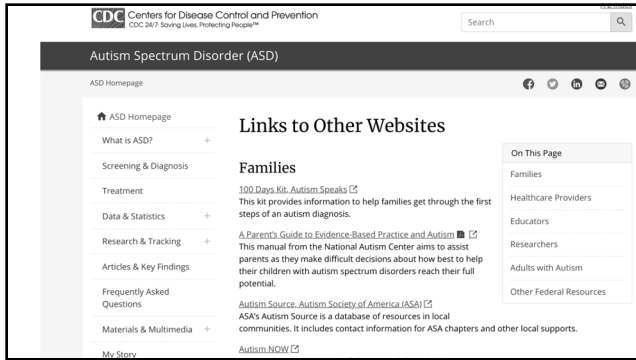 A-Z Index
CDC Centers for Disease Control and Prevention
CDC 24/7: Saving Lives, Protecting People™
Search
Autism Spectrum Disorder (ASD)
ASD Homepage
ASD Homepage
What is ASD?
Screening & Diagnosis
Treatment
Data & Statistics
Research & Tracking
Articles & Key Findings
Frequently Asked
Questions
Materials & Multimedia
My Story
Links to Other Websites
Families
100 Days Kit, Autism Speaks
This kit provides information to help families get through the first
steps of an autism diagnosis.
A Parent's Guide to Evidence-Based Practice and Autism
This manual from the National Autism Center aims to assist
parents as they make difficult decisions about how best to help
their children with autism spectrum disorders reach their full
potential.
Autism Source, Autism Society of America (ASA)
ASA's Autism Source is a database of resources in local
communities. It includes contact information for ASA chapters and other local supports.
Autism NOW
On This Page
Families
Healthcare Providers
Educators
Researchers
Adults with Autism
Other Federal Resources